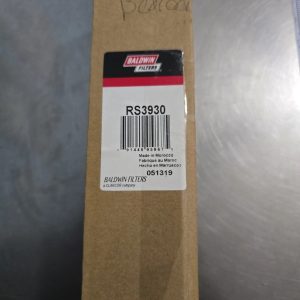 BALDWIN
FILTERS
RS3930
Made in Morocco
Fabriqué au Maroc
Hecho en Marruecos
051319
BALDWIN FILTERS
a CLARCOR company